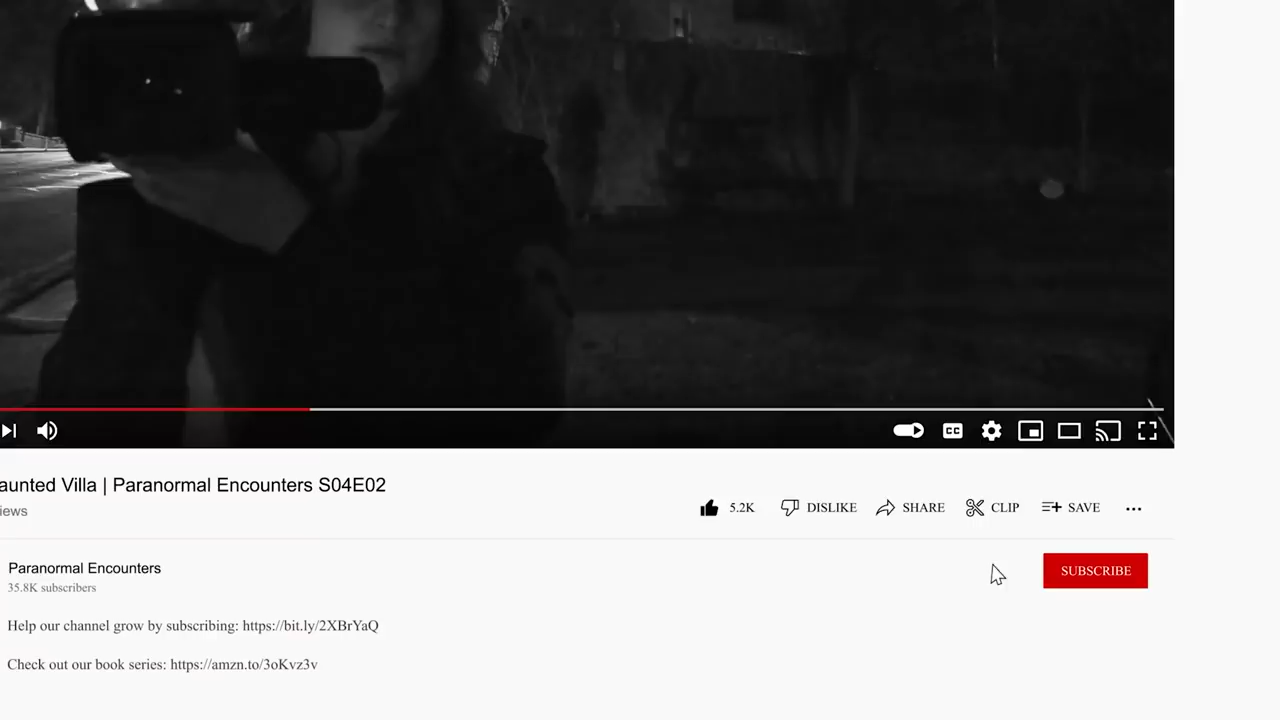 CC
aunted Villa | Paranormal Encounters S04E02
iews
5.2K DISLIKE SHARE CLIP SAVE ...
Paranormal Encounters
35.8K subscribers
SUBSCRIBE
Help our channel grow by subscribing: https://bit.ly/2XBrYaQ
Check out our book series: https://amzn.to/3oKvz3v